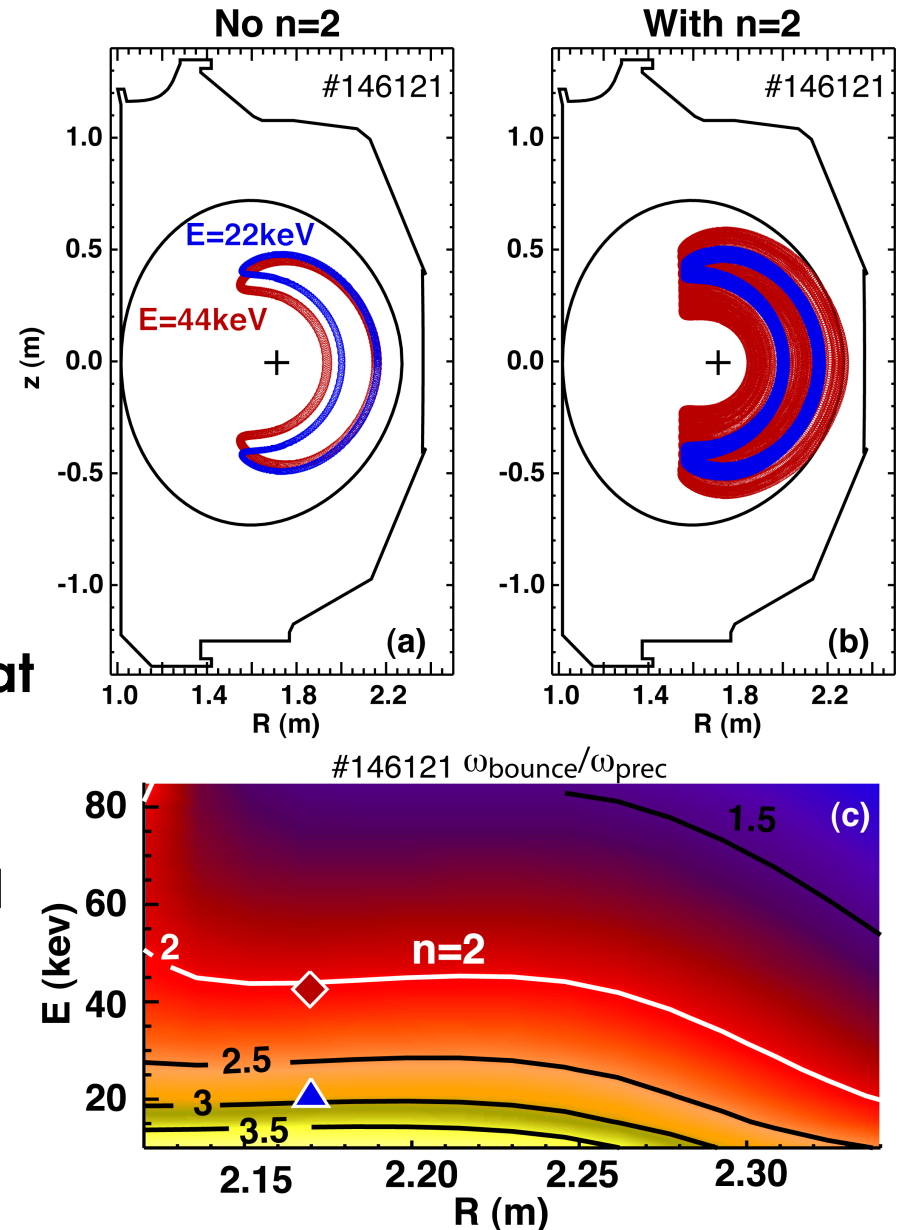 No n=2
With n=2
#146121
#146121
1.0
0.5
0.0
-0.5
-1.0
z (m)
E=22keV
E=44keV
(a)
(b)
at
1.0 1.4 1.8 2.2
1.0 1.4 1.8 2.2
R (m)
R (m)
#146121 ωbounce/ωprec
80
60
40
20
E (kev)
(c)
1.5
2
n=2
2.5
3
3.5
2.15 2.20 2.25 2.30
R (m)